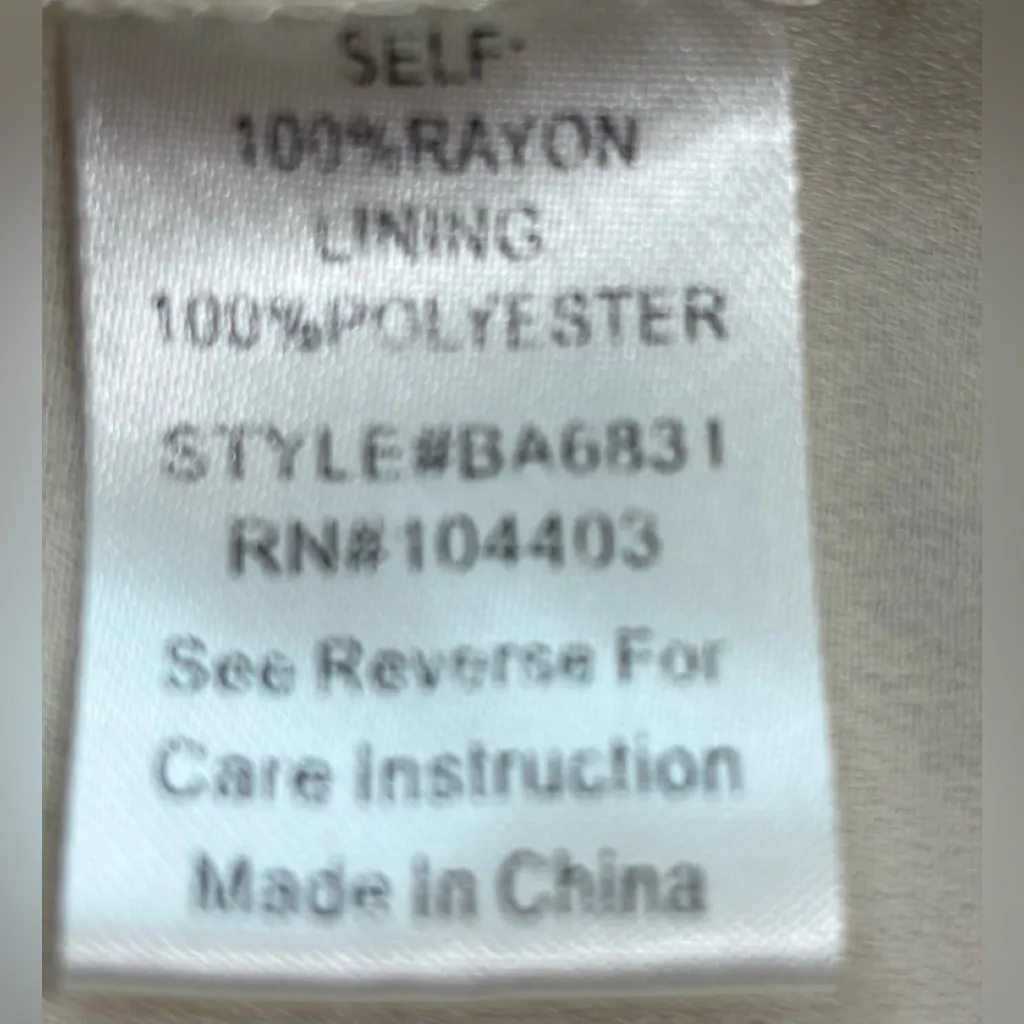 SELF:
100%RAYON
LINING
100%POLYESTER
STYLE#BA6831
RN#104403
See Reverse For
Care Instruction
Made in China